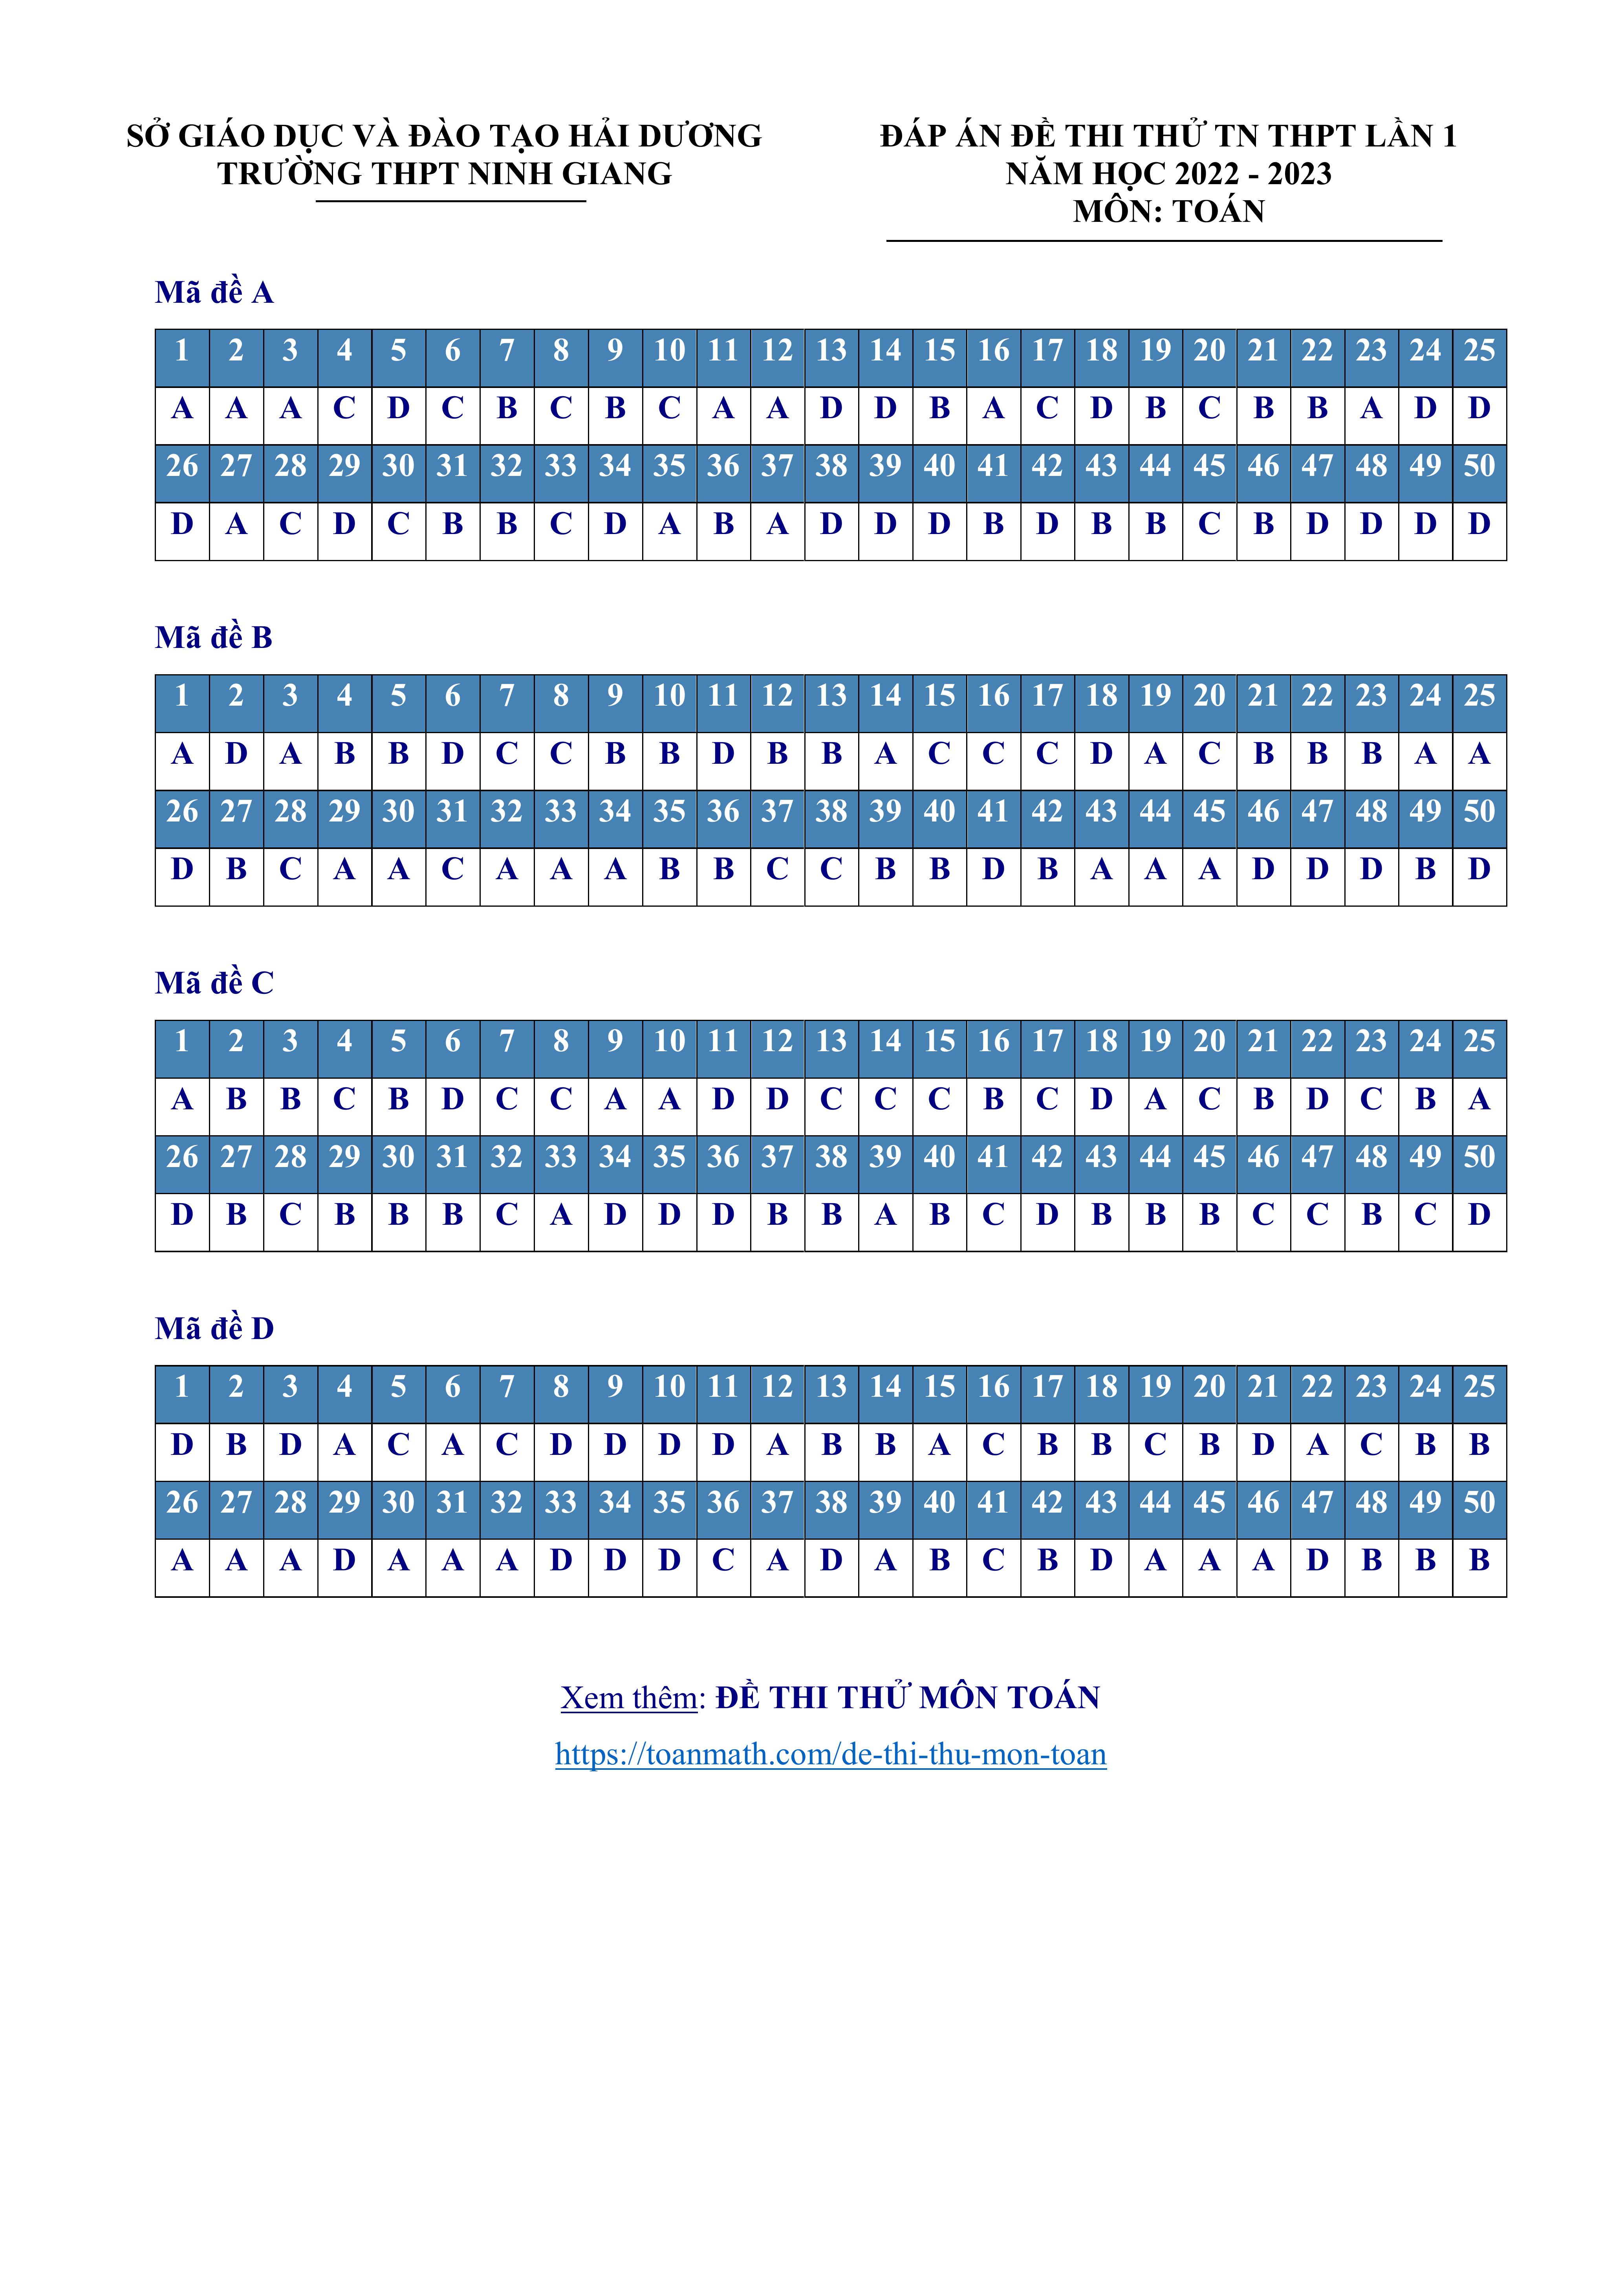 SỞ GIÁO DỤC VÀ ĐÀO TẠO HẢI DƯƠNG
TRƯỜNG THPT NINH GIANG
ĐÁP ÁN ĐỀ THI THỬ TN THPT LẦN 1
NĂM HỌC 2022 - 2023
MÔN: TOÁN
Mã đề A
1 2 3 4 5 6 7 8 9 10 11 12 13 14 15 16 17 18 19 20 21 22 23 24 25
A A A C D C B C B C A A D D B A C D B C B B A D D
26 27 28 29 30 31 32 33 34 35 36 37 38 39 40 41 42 43 44 45 46 47 48 49 50
D A C D C B B C D A B A D D D B D B B C B D D D D
Mã đề B
1 2 3 4 5 6 7 8 9 10 11 12 13 14 15 16 17 18 19 20 21 22 23 24 25
A D A B B D C C B B D B B A C C C D A C B B B A A
26 27 28 29 30 31 32 33 34 35 36 37 38 39 40 41 42 43 44 45 46 47 48 49 50
D B C A A C A A A B B C C B B D B A A A D D D B D
Mã đề C
1 2 3 4 5 6 7 8 9 10 11 12 13 14 15 16 17 18 19 20 21 22 23 24 25
A B B C B D C C A A D D C C C B C D A C B D C B A
26 27 28 29 30 31 32 33 34 35 36 37 38 39 40 41 42 43 44 45 46 47 48 49 50
D B C B B B C A D D D B B A B C D B B B C C B C D
Mã đề D
1 2 3 4 5 6 7 8 9 10 11 12 13 14 15 16 17 18 19 20 21 22 23 24 25
D B D A C A C D D D D A B B A C B B C B D A C B B
26 27 28 29 30 31 32 33 34 35 36 37 38 39 40 41 42 43 44 45 46 47 48 49 50
A A A D A A A D D D C A D A B C B D A A A D B B B
Xem thêm: ĐỀ THI THỬ MÔN TOÁN
https://toanmath.com/de-thi-thu-mon-toan